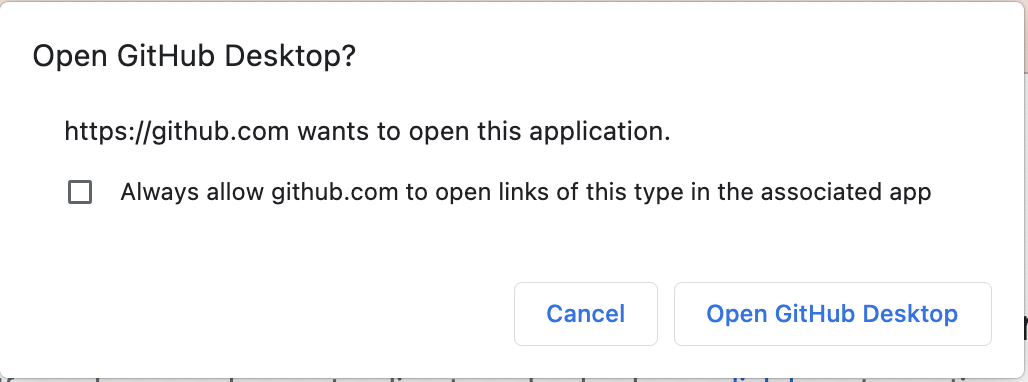 Open GitHub Desktop?
https://github.com wants to open this application.
Always allow github.com to open links of this type in the associated app
Cancel
Open GitHub Desktop